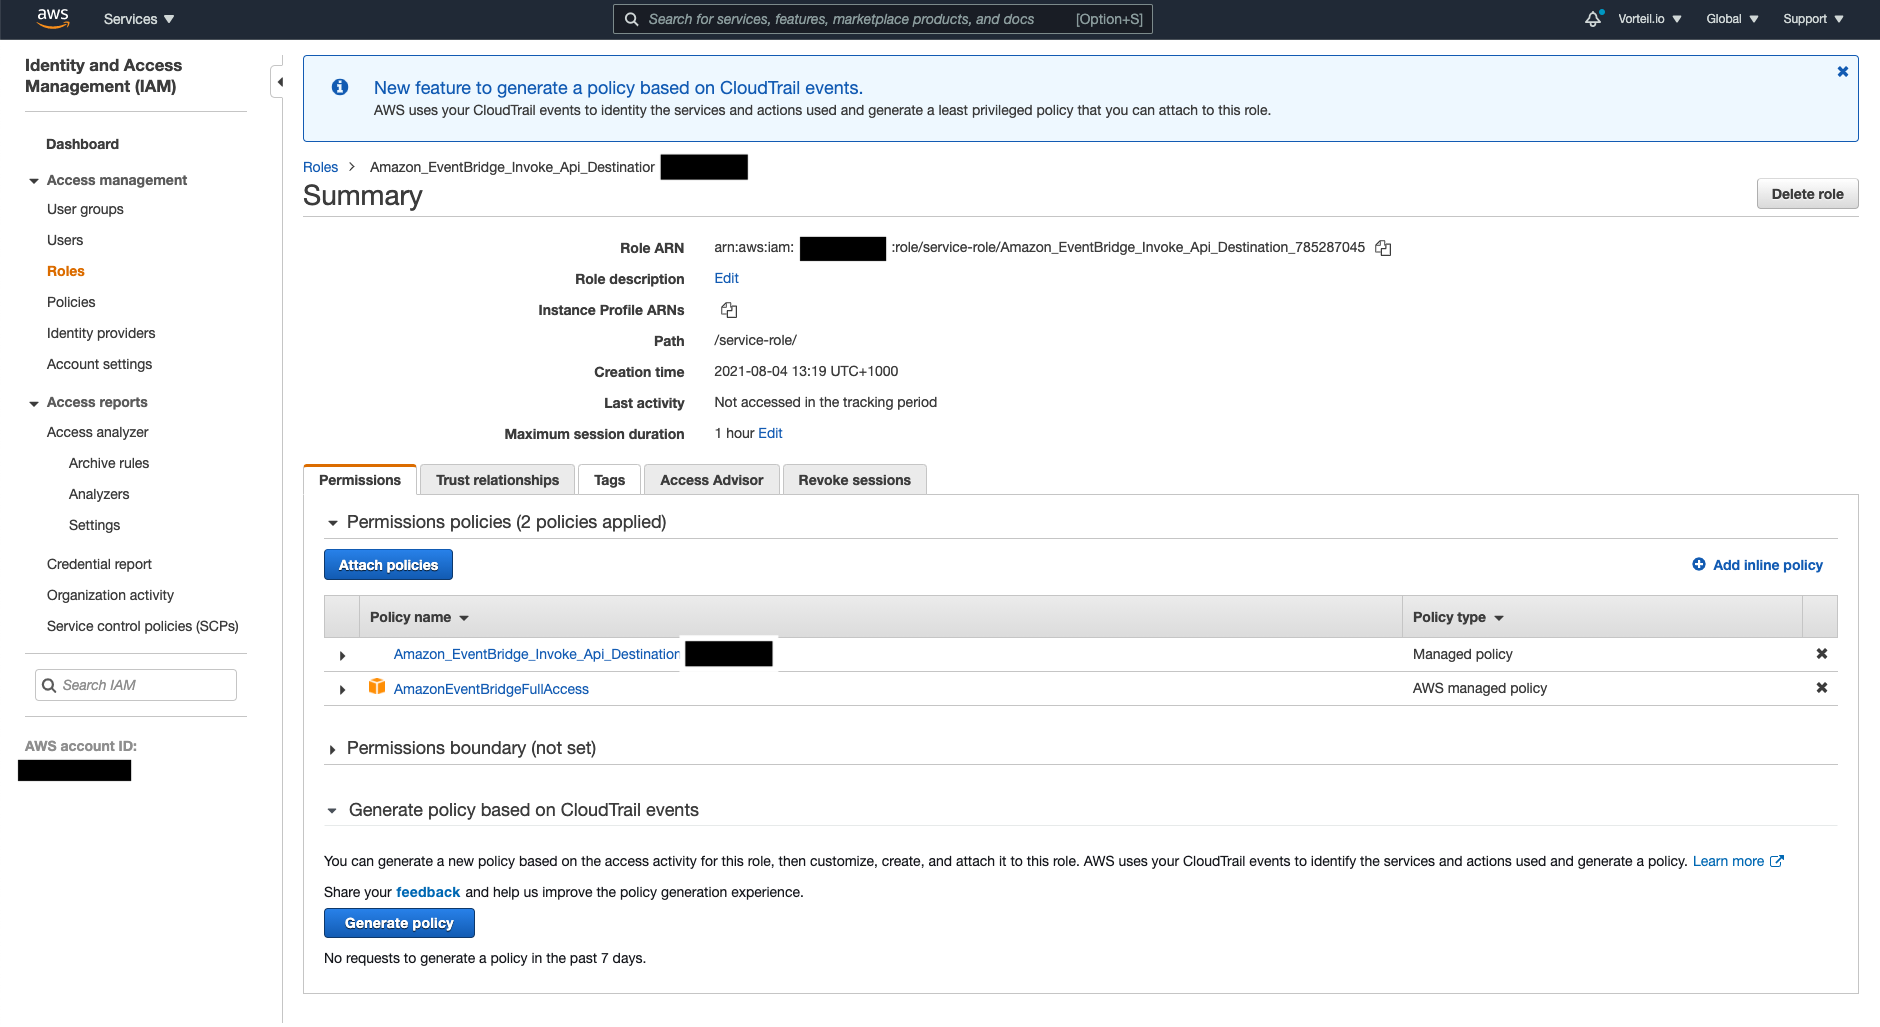 aws
Services
Search for services, features, marketplace products, and docs
[Option+S]
Vorteil.io
Global
Support
Identity and Access
Management (IAM)
Dashboard
Access management
User groups
Users
Roles
Policies
Identity providers
Account settings
Access reports
Access analyzer
Archive rules
Analyzers
Settings
Credential report
Organization activity
Service control policies (SCPs)
Search IAM
AWS account ID:
New feature to generate a policy based on CloudTrail events.
AWS uses your CloudTrail events to identify the services and actions used and generate a least privileged policy that you can attach to this role.
Roles > Amazon_EventBridge_Invoke_Api_Destination
Summary
Delete role
Role ARN arn:aws:iam: :role/service-role/Amazon_EventBridge_Invoke_Api_Destination_785287045
Role description Edit
Instance Profile ARNs
Path /service-role/
Creation time 2021-08-04 13:19 UTC+1000
Last activity Not accessed in the tracking period
Maximum session duration 1 hour Edit
Permissions
Trust relationships
Tags
Access Advisor
Revoke sessions
Permissions policies (2 policies applied)
Attach policies
Add inline policy
Policy name
Policy type
Amazon_EventBridge_Invoke_Api_Destination
Managed policy
AmazonEventBridgeFullAccess
AWS managed policy
Permissions boundary (not set)
Generate policy based on CloudTrail events
You can generate a new policy based on the access activity for this role, then customize, create, and attach it to this role. AWS uses your CloudTrail events to identify the services and actions used and generate a policy. Learn more
Share your feedback and help us improve the policy generation experience.
Generate policy
No requests to generate a policy in the past 7 days.